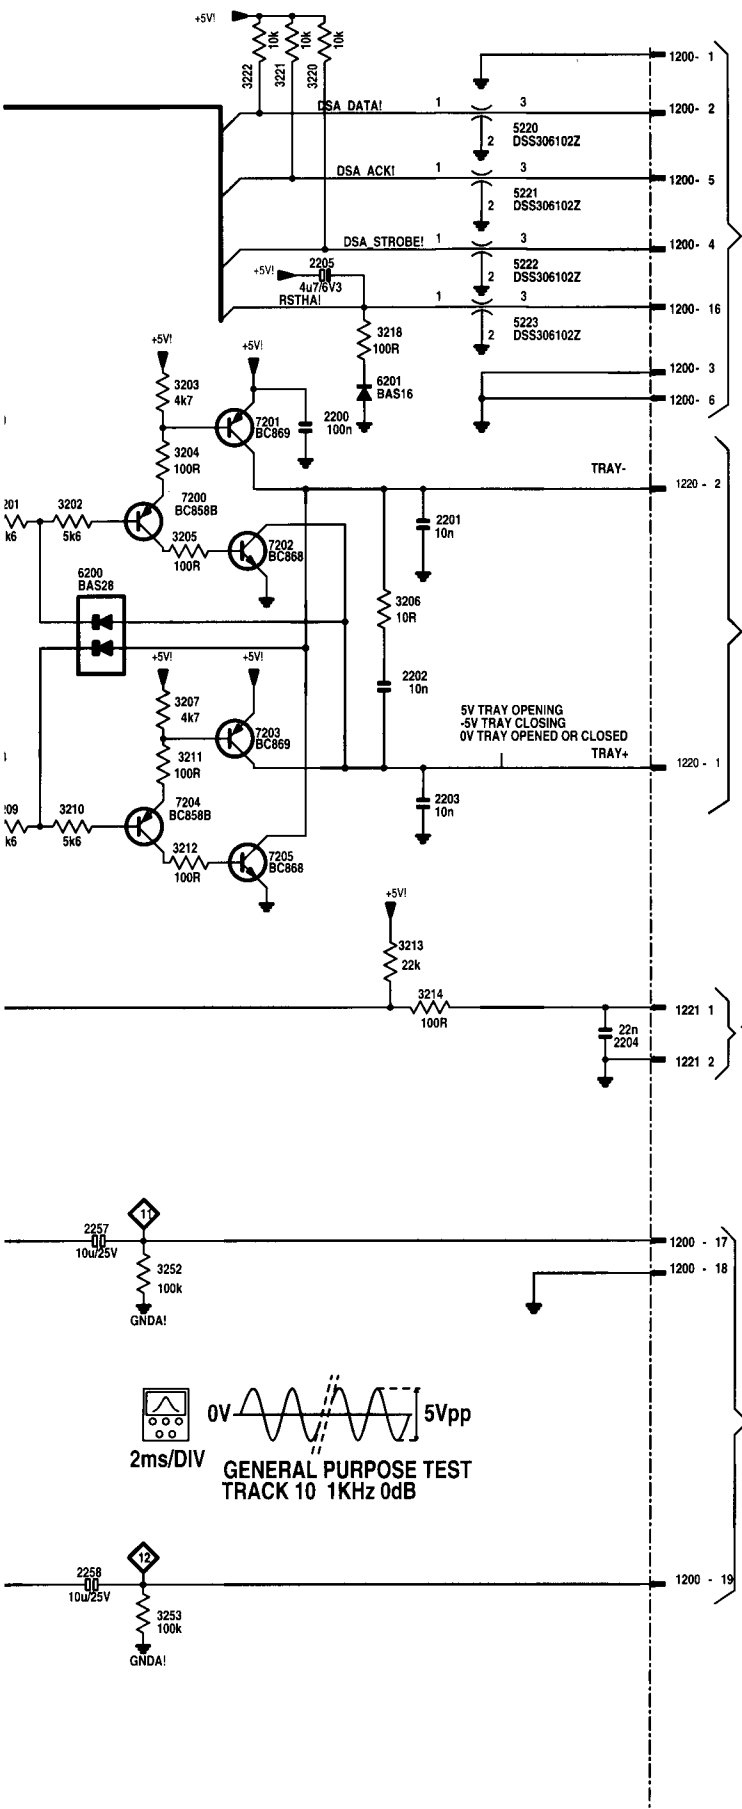 +5V!
10k
10k
10k
3222
3221
3220
1200- 1
DSA DATA! 1 3 1200- 2
2 5220
DSS306102Z
DSA ACK! 1 3 1200- 5
5221
2 DSS306102Z
DSA_STROBE! 1 3 1200- 4
+5V! 2205 5222
4u7/6V3 2 DSS306102Z
RSTHA! 1 3 1200- 16
3218 5223
100R 2 DSS306102Z
+5V! +5V!
3203 6201 1200- 3
4k7 BAS16
1200- 6
7201 2200
BC869 100n
3204
100R TRAY-
7200 1220 - 2
BC858B
201 3202 2201
k6 5k6 3205 7202 10n
100R BC868
6200
BAS28 3206
10R
+5V! +5V!
2202
3207 10n
4k7
5V TRAY OPENING
-5V TRAY CLOSING
7203 0V TRAY OPENED OR CLOSED
BC869 TRAY+
3211 1220 - 1
100R
7204 2203
BC858B 10n
209 3210
k6 5k6 3212 7205
100R BC868
+5V!
3213
22k
3214 1221 1
100R 22n
2204
1221 2
11
2257 1200 - 17
10u/25V
3252 1200 - 18
100k
GNDA!
0V 5Vpp
2ms/DIV GENERAL PURPOSE TEST
TRACK 10 1KHz 0dB
12
2258 1200 - 19
10u/25V
3253
100k
GNDA!